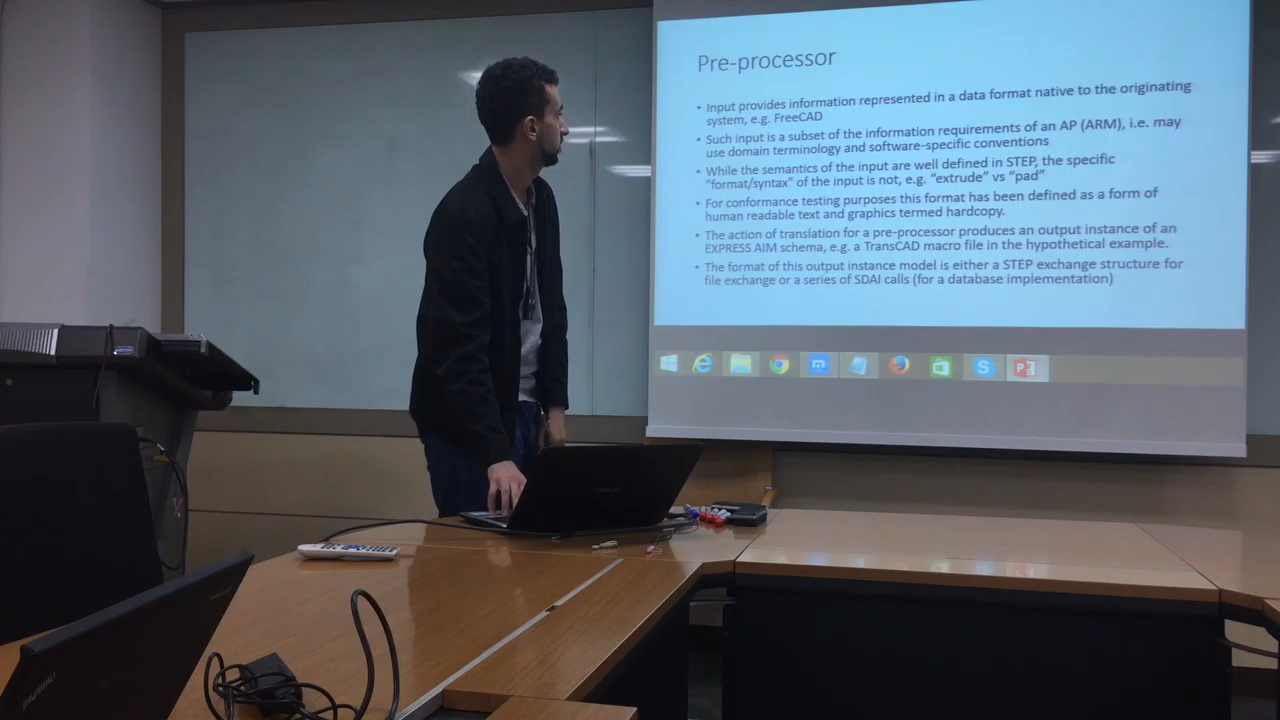 Pre-processor
• Input provides information represented in a data format native to the originating
system, e.g. FreeCAD
• Such input is a subset of the information requirements of an AP (ARM), i.e. may
use domain terminology and software-specific conventions
• While the semantics of the input are well defined in STEP, the specific
"format/syntax" of the input is not, e.g. "extrude" vs "pad"
• For conformance testing purposes this format has been defined as a form of
human readable text and graphics termed hardcopy.
• The action of translation for a pre-processor produces an output instance of an
EXPRESS AIM schema, e.g. a TransCAD macro file in the hypothetical example.
• The format of this output instance model is either a STEP exchange structure for
file exchange or a series of SDAI calls (for a database implementation)